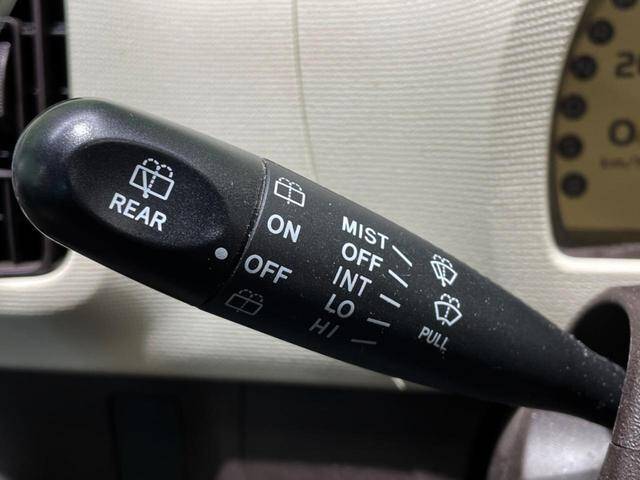 REAR
ON
OFF
MIST
OFF
INT
LO
HI
PULL